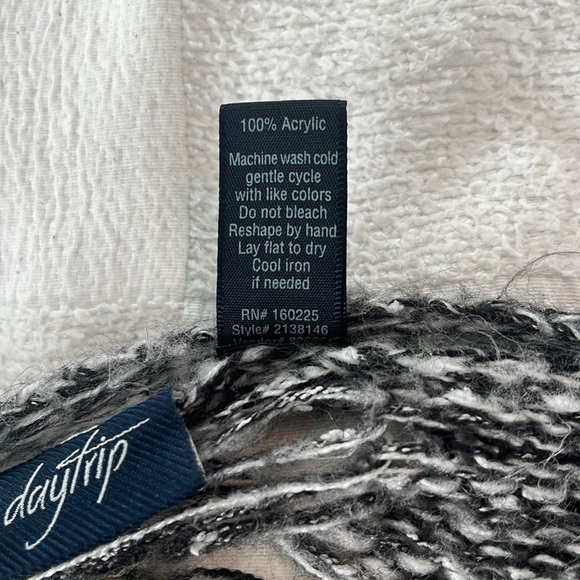 100% Acrylic
Machine wash cold
gentle cycle
with like colors
Do not bleach
Reshape by hand
Lay flat to dry
Cool iron
if needed
RN# 160225
Style# 2138146
Vendor#
daytrip